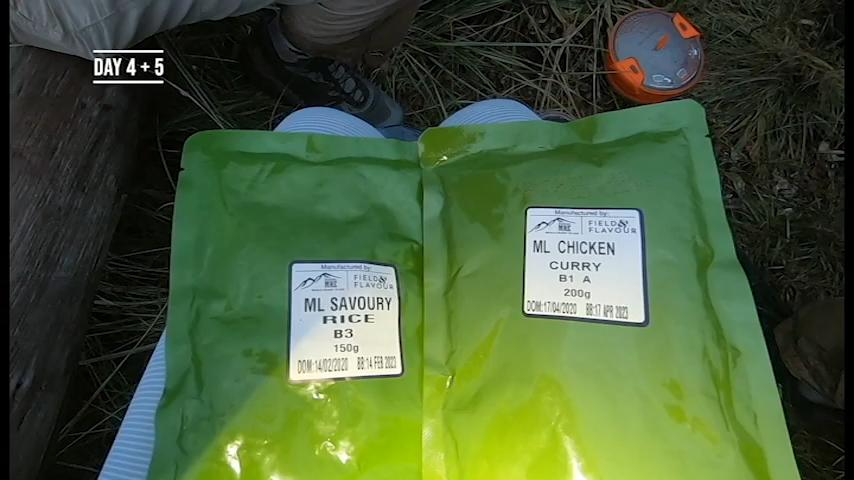 DAY 4 + 5
Manufactured by:
MRE
FIELD &
FLAVOUR
ML SAVOURY
RICE
B3
150g
DOM:14/02/2020 BB:14 FEB 2023
Manufactured by:
FIELD &
FLAVOUR
ML CHICKEN
CURRY
B1 A
200g
DOM:17/04/2020 BB:17 APR 2023